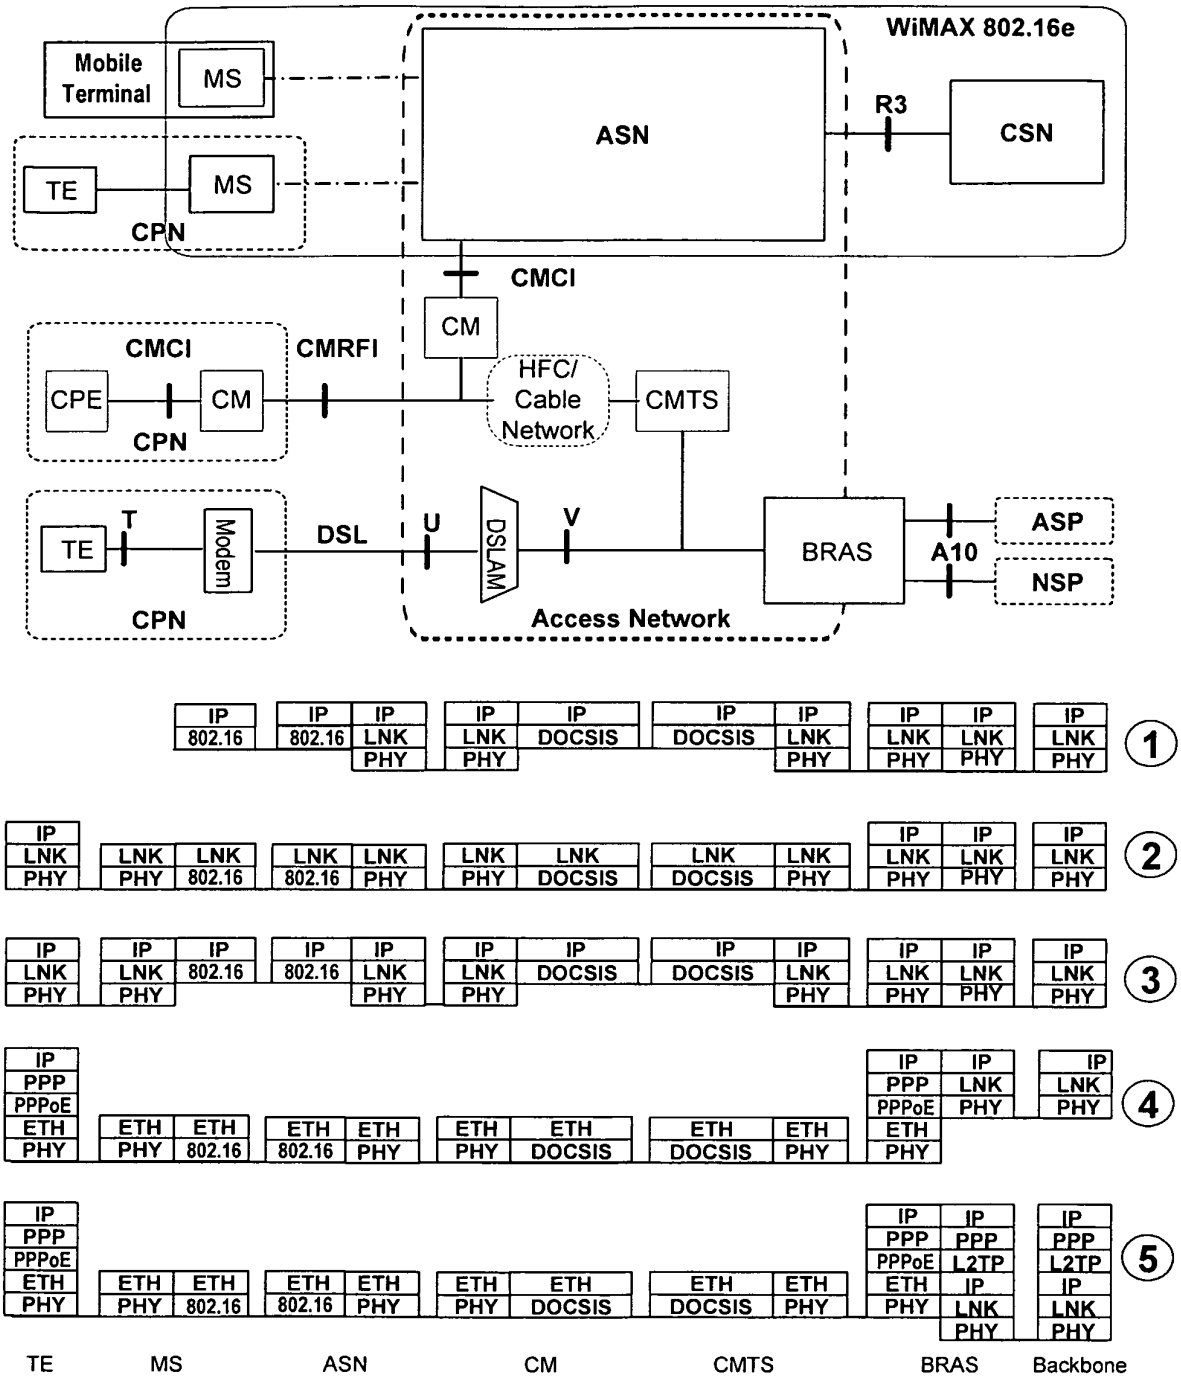 WiMAX 802.16e
Mobile
Terminal
MS
ASN
R3
CSN
TE
MS
CPN
CMCI
CM
CMCI
CMRFI
CPE
CM
CPN
HFC/
Cable
Network
CMTS
T
TE
Modem
DSL
U
DSLAM
V
BRAS
A10
ASP
NSP
CPN
Access Network
IP IP IP IP IP IP IP IP IP IP
802.16 802.16 LNK LNK DOCSIS DOCSIS LNK LNK LNK LNK
PHY PHY PHY PHY PHY PHY
1
IP IP IP IP
LNK LNK LNK LNK LNK LNK LNK LNK LNK LNK LNK LNK
PHY PHY 802.16 802.16 PHY PHY DOCSIS DOCSIS PHY PHY PHY PHY
2
IP IP IP IP IP IP IP IP IP IP IP IP
LNK LNK 802.16 802.16 LNK LNK DOCSIS DOCSIS LNK LNK LNK LNK
PHY PHY PHY PHY PHY PHY PHY PHY
3
IP IP IP IP
PPP PPP LNK LNK
PPPoE PPPoE PHY PHY
ETH ETH ETH ETH ETH ETH ETH ETH ETH ETH
PHY PHY 802.16 802.16 PHY PHY DOCSIS DOCSIS PHY PHY
4
IP IP IP IP
PPP PPP PPP PPP
PPPoE PPPoE L2TP L2TP
ETH ETH ETH ETH ETH ETH ETH ETH ETH ETH IP IP
PHY PHY 802.16 802.16 PHY PHY DOCSIS DOCSIS PHY PHY LNK LNK
PHY PHY
5
TE MS ASN CM CMTS BRAS Backbone